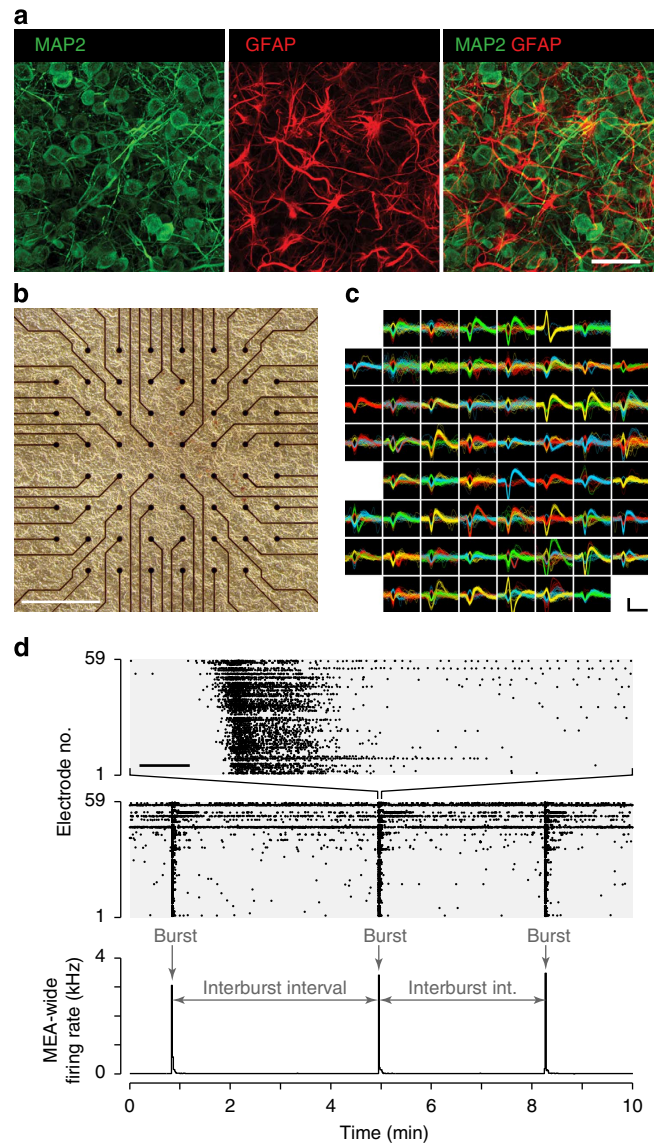 a
MAP2
GFAP
MAP2 GFAP
b
c
d
59
1
Electrode no.
59
1
Burst
Burst
Burst
4
MEA-wide
firing rate (kHz)
Interburst interval
Interburst int.
0
0
2
4
6
8
10
Time (min)